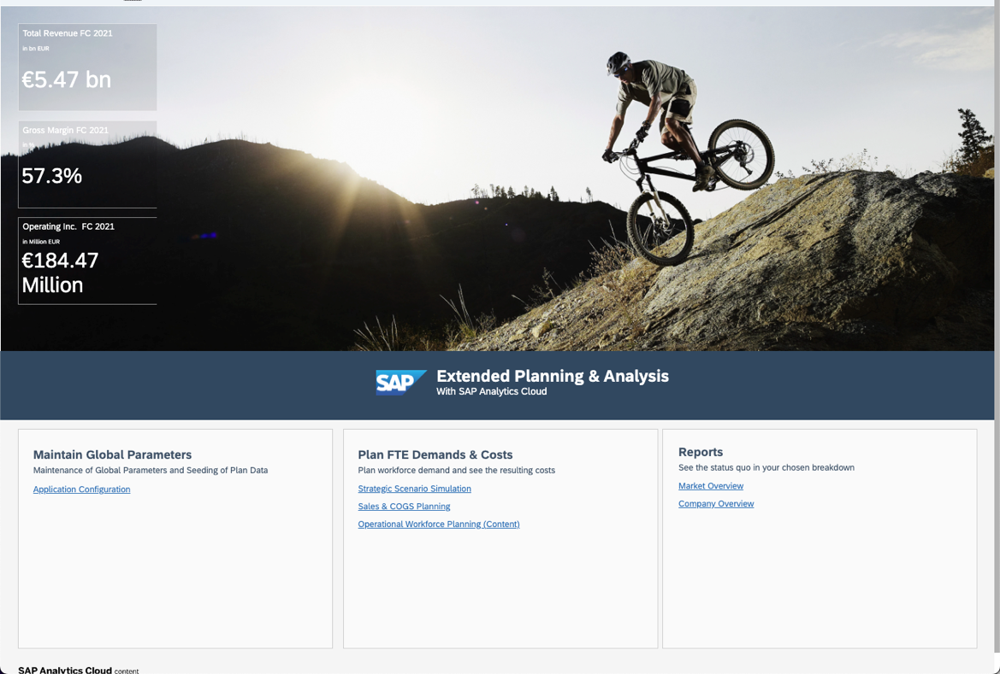 Total Revenue FC 2021
in bn EUR
€5.47 bn
Gross Margin FC 2021
57.3%
Operating Inc. FC 2021
in Million EUR
€184.47
Million
SAP
Extended Planning & Analysis
With SAP Analytics Cloud
Maintain Global Parameters
Maintenance of Global Parameters and Seeding of Plan Data
Application Configuration
Plan FTE Demands & Costs
Plan workforce demand and see the resulting costs
Strategic Scenario Simulation
Sales & COGS Planning
Operational Workforce Planning (Content)
Reports
See the status quo in your chosen breakdown
Market Overview
Company Overview
SAP Analytics Cloud content